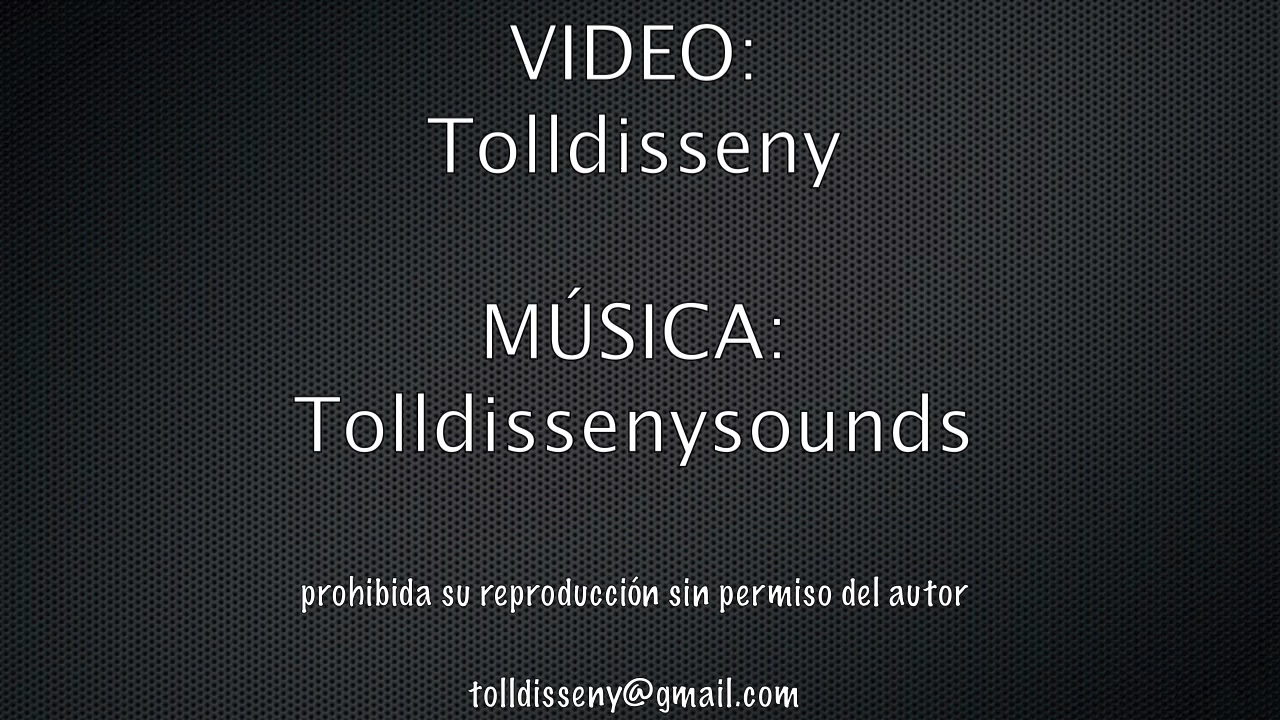 VIDEO:
Tolldisseny
MÚSICA:
Tolldissenysounds
prohibida su reproducción sin permiso del autor
tolldisseny@gmail.com